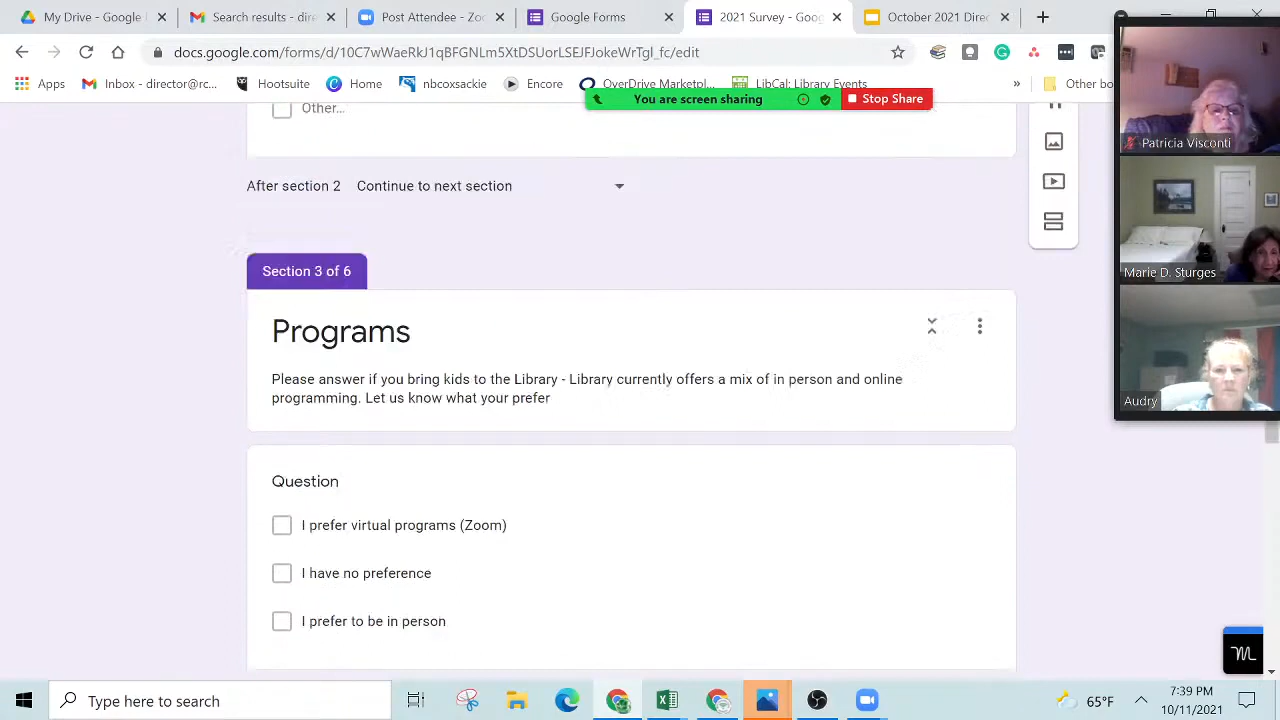 My Drive - Google
Search results - di
Post attendee - Z
Google Forms
2021 Survey - Goog
October 2021 Direc
docs.google.com/forms/d/10C7wWaeRkJ1qBFGNLm5XtDSUorLSEJFJokeWrTgl_fc/edit
Apps
Inbox - director@rc...
Hootsuite
Home
lbcoxsackie
Encore
OverDrive Marketpl...
LibCal: Library Events
»
Other bo
You are screen sharing
Stop Share
Other...
After section 2 Continue to next section
Section 3 of 6
Programs
Please answer if you bring kids to the Library - Library currently offers a mix of in person and online
programming. Let us know what your prefer
Question
I prefer virtual programs (Zoom)
I have no preference
I prefer to be in person
Patricia Visconti
Marie D. Sturges
Audry
Type here to search
65°F
7:39 PM
10/11/2021